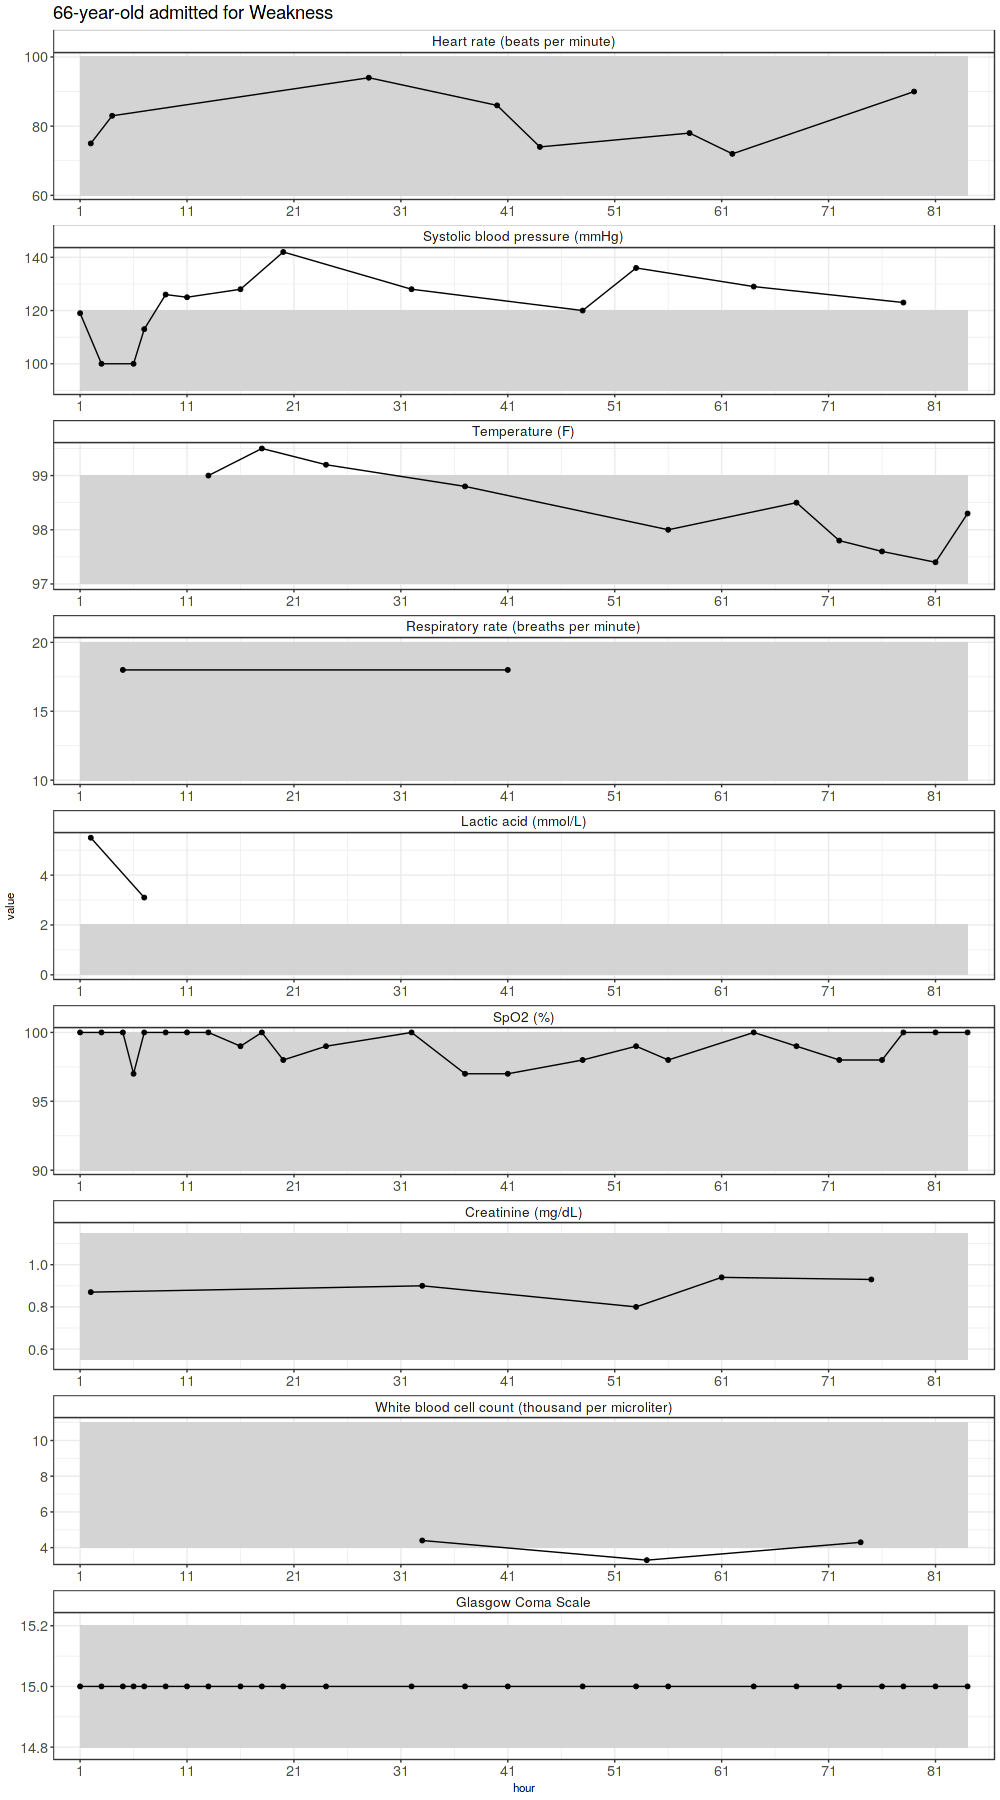 66-year-old admitted for Weakness
Heart rate (beats per minute)
100
80
60
1 11 21 31 41 51 61 71 81
Systolic blood pressure (mmHg)
140
120
100
1 11 21 31 41 51 61 71 81
Temperature (F)
99
98
97
1 11 21 31 41 51 61 71 81
Respiratory rate (breaths per minute)
20
15
10
1 11 21 31 41 51 61 71 81
Lactic acid (mmol/L)
4
2
0
1 11 21 31 41 51 61 71 81
value
SpO2 (%)
100
95
90
1 11 21 31 41 51 61 71 81
Creatinine (mg/dL)
1.0
0.8
0.6
1 11 21 31 41 51 61 71 81
White blood cell count (thousand per microliter)
10
8
6
4
1 11 21 31 41 51 61 71 81
Glasgow Coma Scale
15.2
15.0
14.8
1 11 21 31 41 51 61 71 81
hour